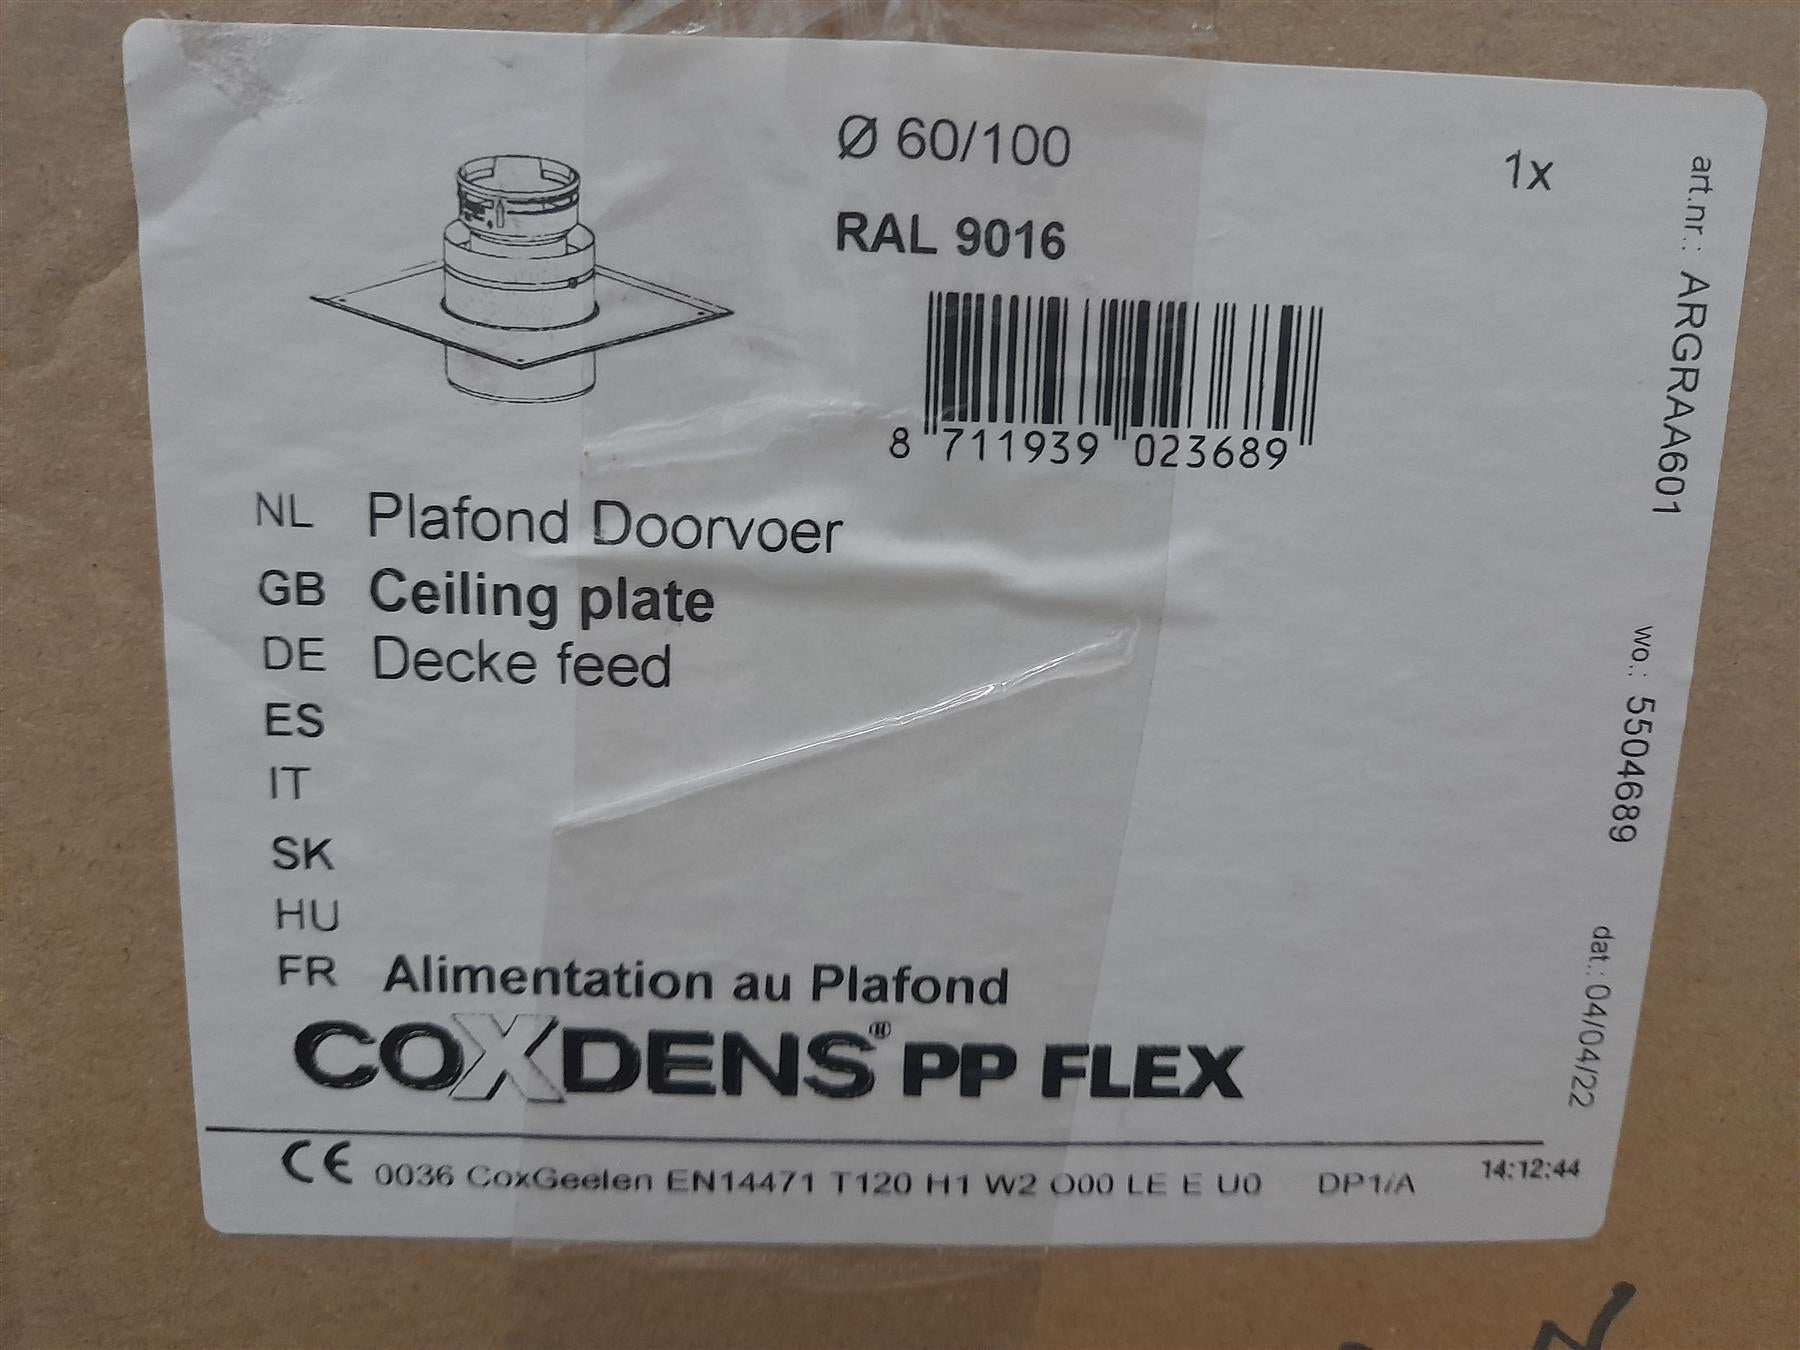 Ø 60/100
1x
RAL 9016
8 711939 023689
NL Plafond Doorvoer
GB Ceiling plate
DE Decke feed
ES
IT
SK
HU
FR Alimentation au Plafond
COXDENS® PP FLEX
CE 0036 CoxGeelen EN14471 T120 H1 W2 O00 LE E U0 DP1/A
14:12:44
art.nr.: ARGRAA601
wo.: 5504689
dat.: 04/04/22